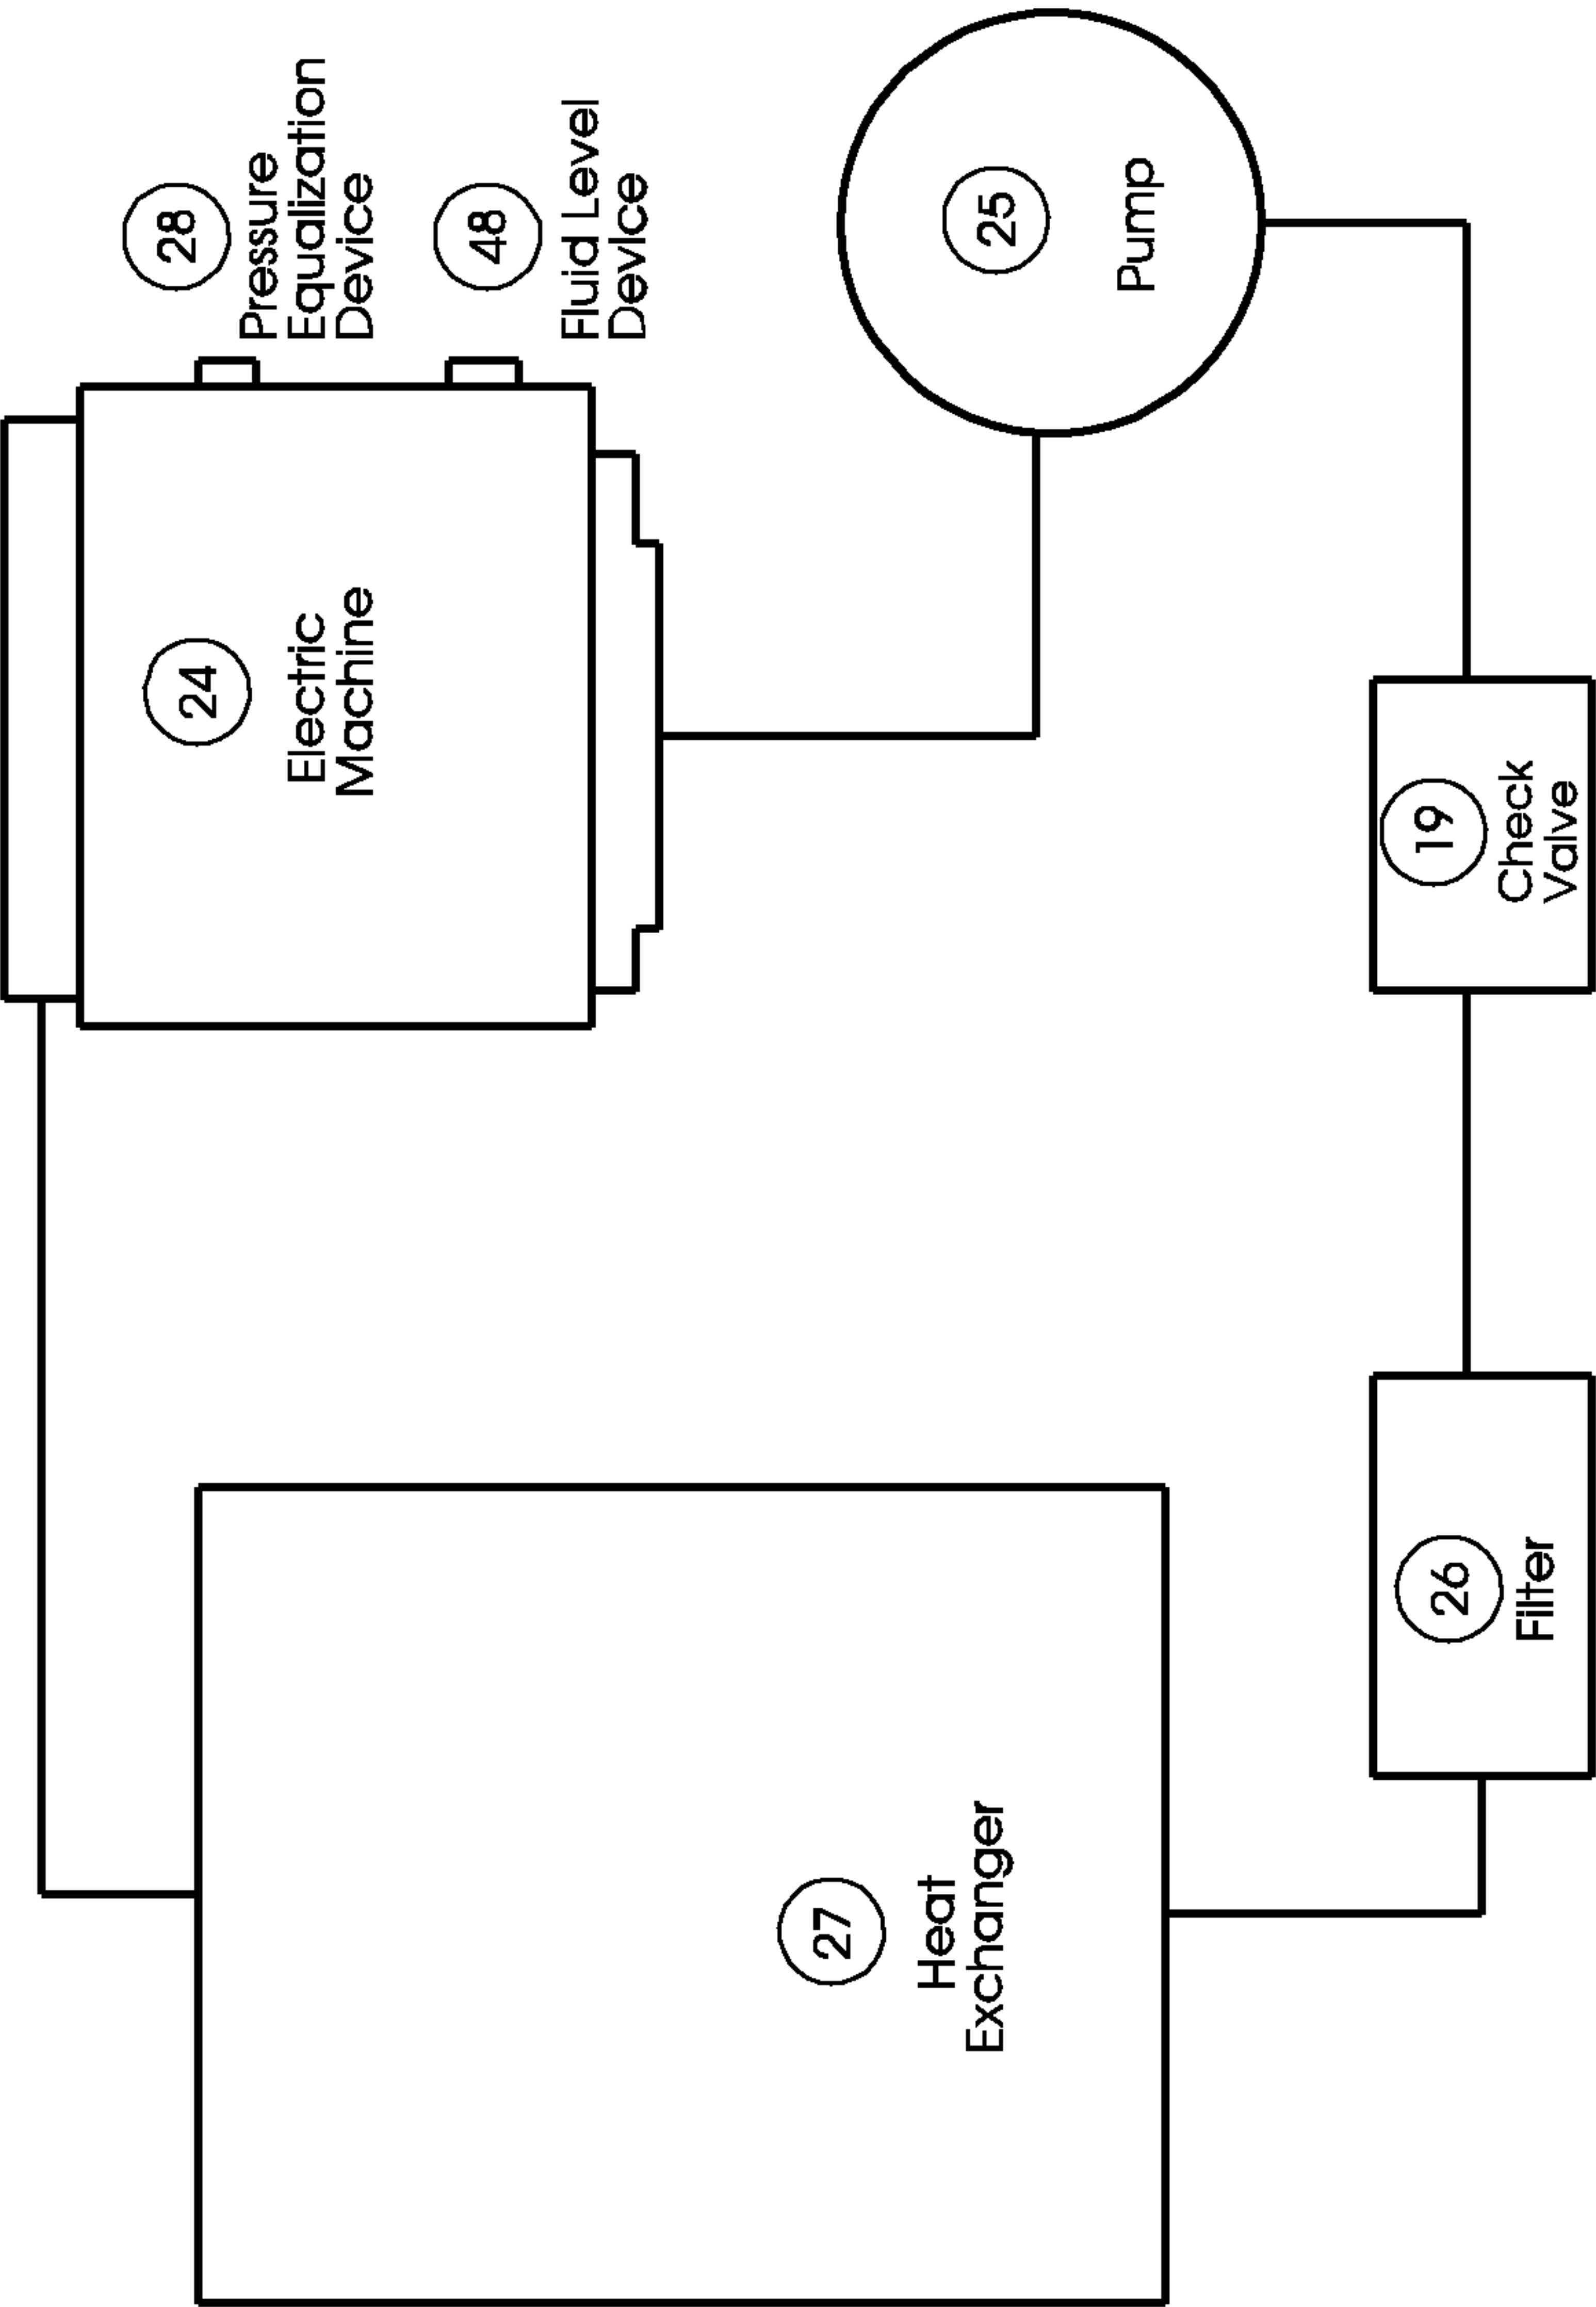 28
Pressure
Equalization
Device
48
Fluid Level
Device
24
Electric
Machine
25
Pump
19
Check
Valve
27
Heat
Exchanger
26
Filter